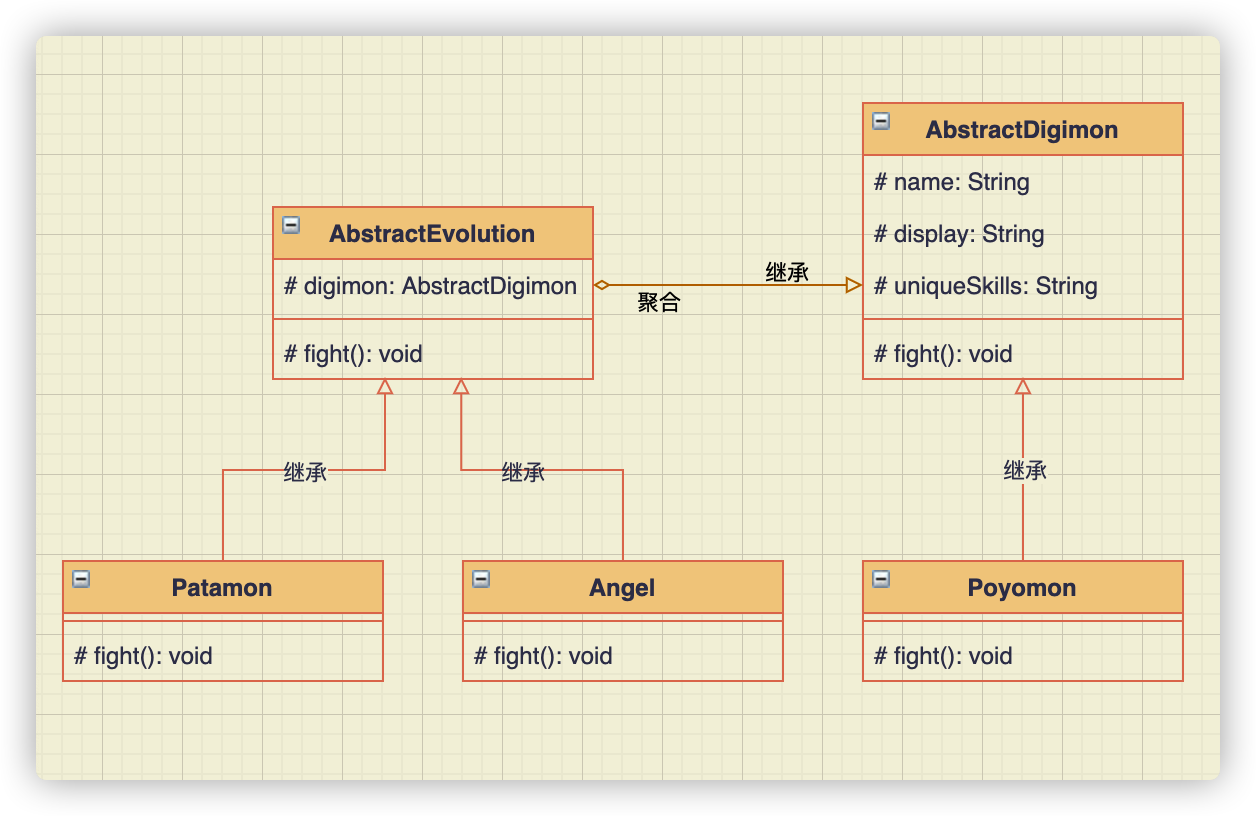 AbstractDigimon
# name: String
# display: String
# uniqueSkills: String
# fight(): void
AbstractEvolution
# digimon: AbstractDigimon
# fight(): void
继承
聚合
继承
继承
继承
Patamon
# fight(): void
Angel
# fight(): void
Poyomon
# fight(): void